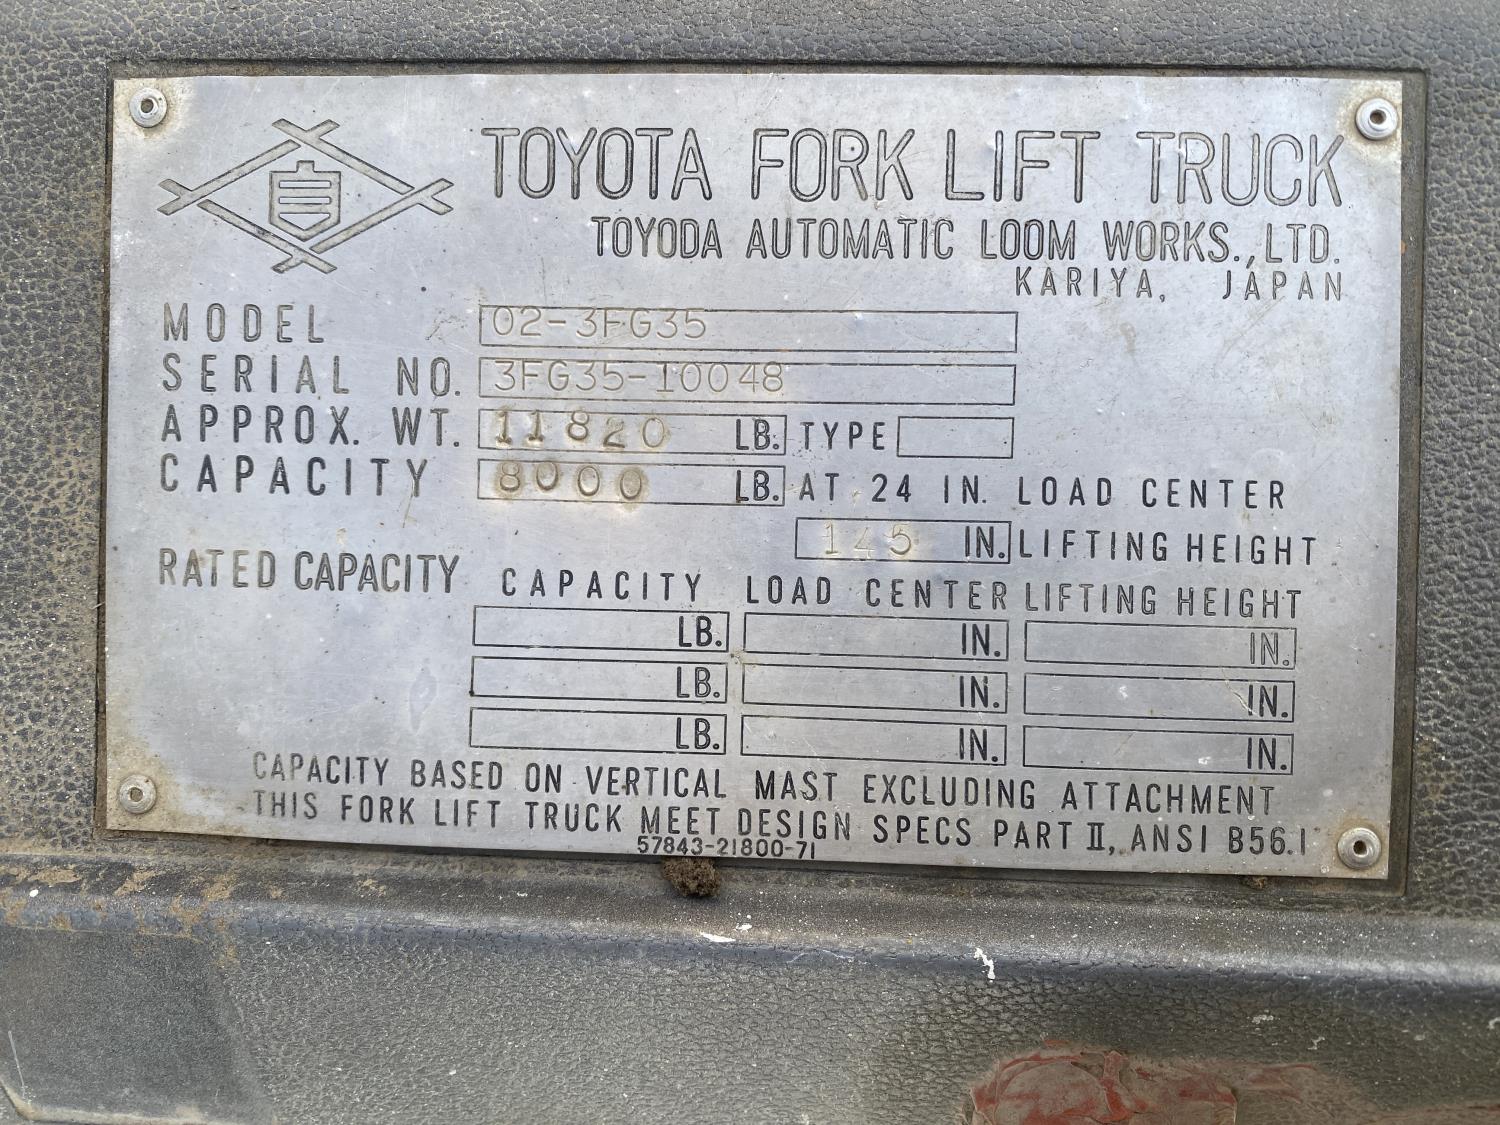 TOYOTA FORK LIFT TRUCK
TOYODA AUTOMATIC LOOM WORKS., LTD.
KARIYA, JAPAN
MODEL 02-3FG35
SERIAL NO. 3FG35-10048
APPROX. WT. 11820 LB. TYPE
CAPACITY 8000 LB. AT 24 IN. LOAD CENTER
145 IN. LIFTING HEIGHT
RATED CAPACITY CAPACITY LOAD CENTER LIFTING HEIGHT
LB. IN. IN.
LB. IN. IN.
LB. IN. IN.
CAPACITY BASED ON VERTICAL MAST EXCLUDING ATTACHMENT
THIS FORK LIFT TRUCK MEET DESIGN SPECS PART II, ANSI B56.1
57843-21800-71